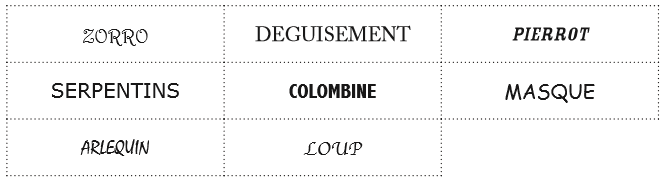 ZORRO DEGUISEMENT PIERROT
SERPENTINS COLOMBINE MASQUE
ARLEQUIN LOUP